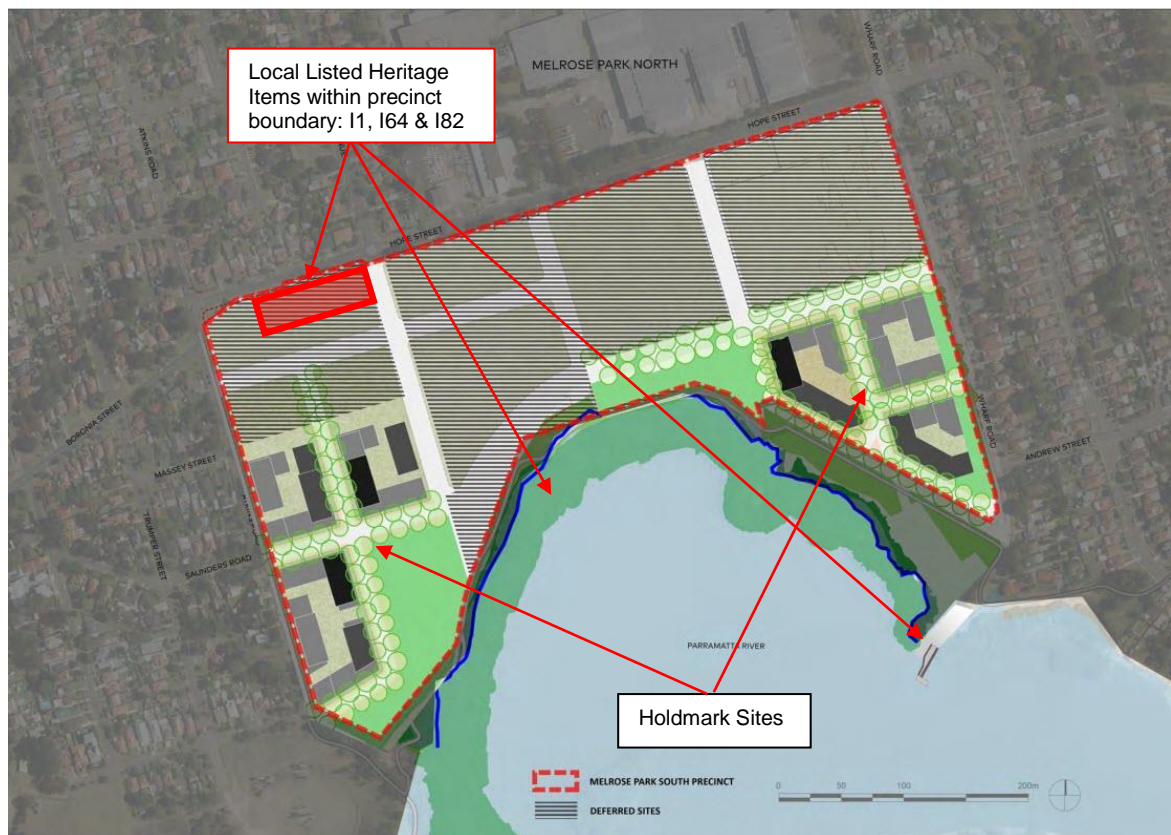 MELROSE PARK NORTH
WHARF ROAD
Local Listed Heritage
Items within precinct
boundary: I1, I64 & I82
ATKINS ROAD
HOPE STREET
HOPE STREET
BORONIA STREET
MASSEY STREET
TRUMPER STREET
SAUNDERS ROAD
WHARF ROAD
ANDREW STREET
PARRAMATTA RIVER
Holdmark Sites
MELROSE PARK SOUTH PRECINCT
DEFERRED SITES
0 50 100 200m